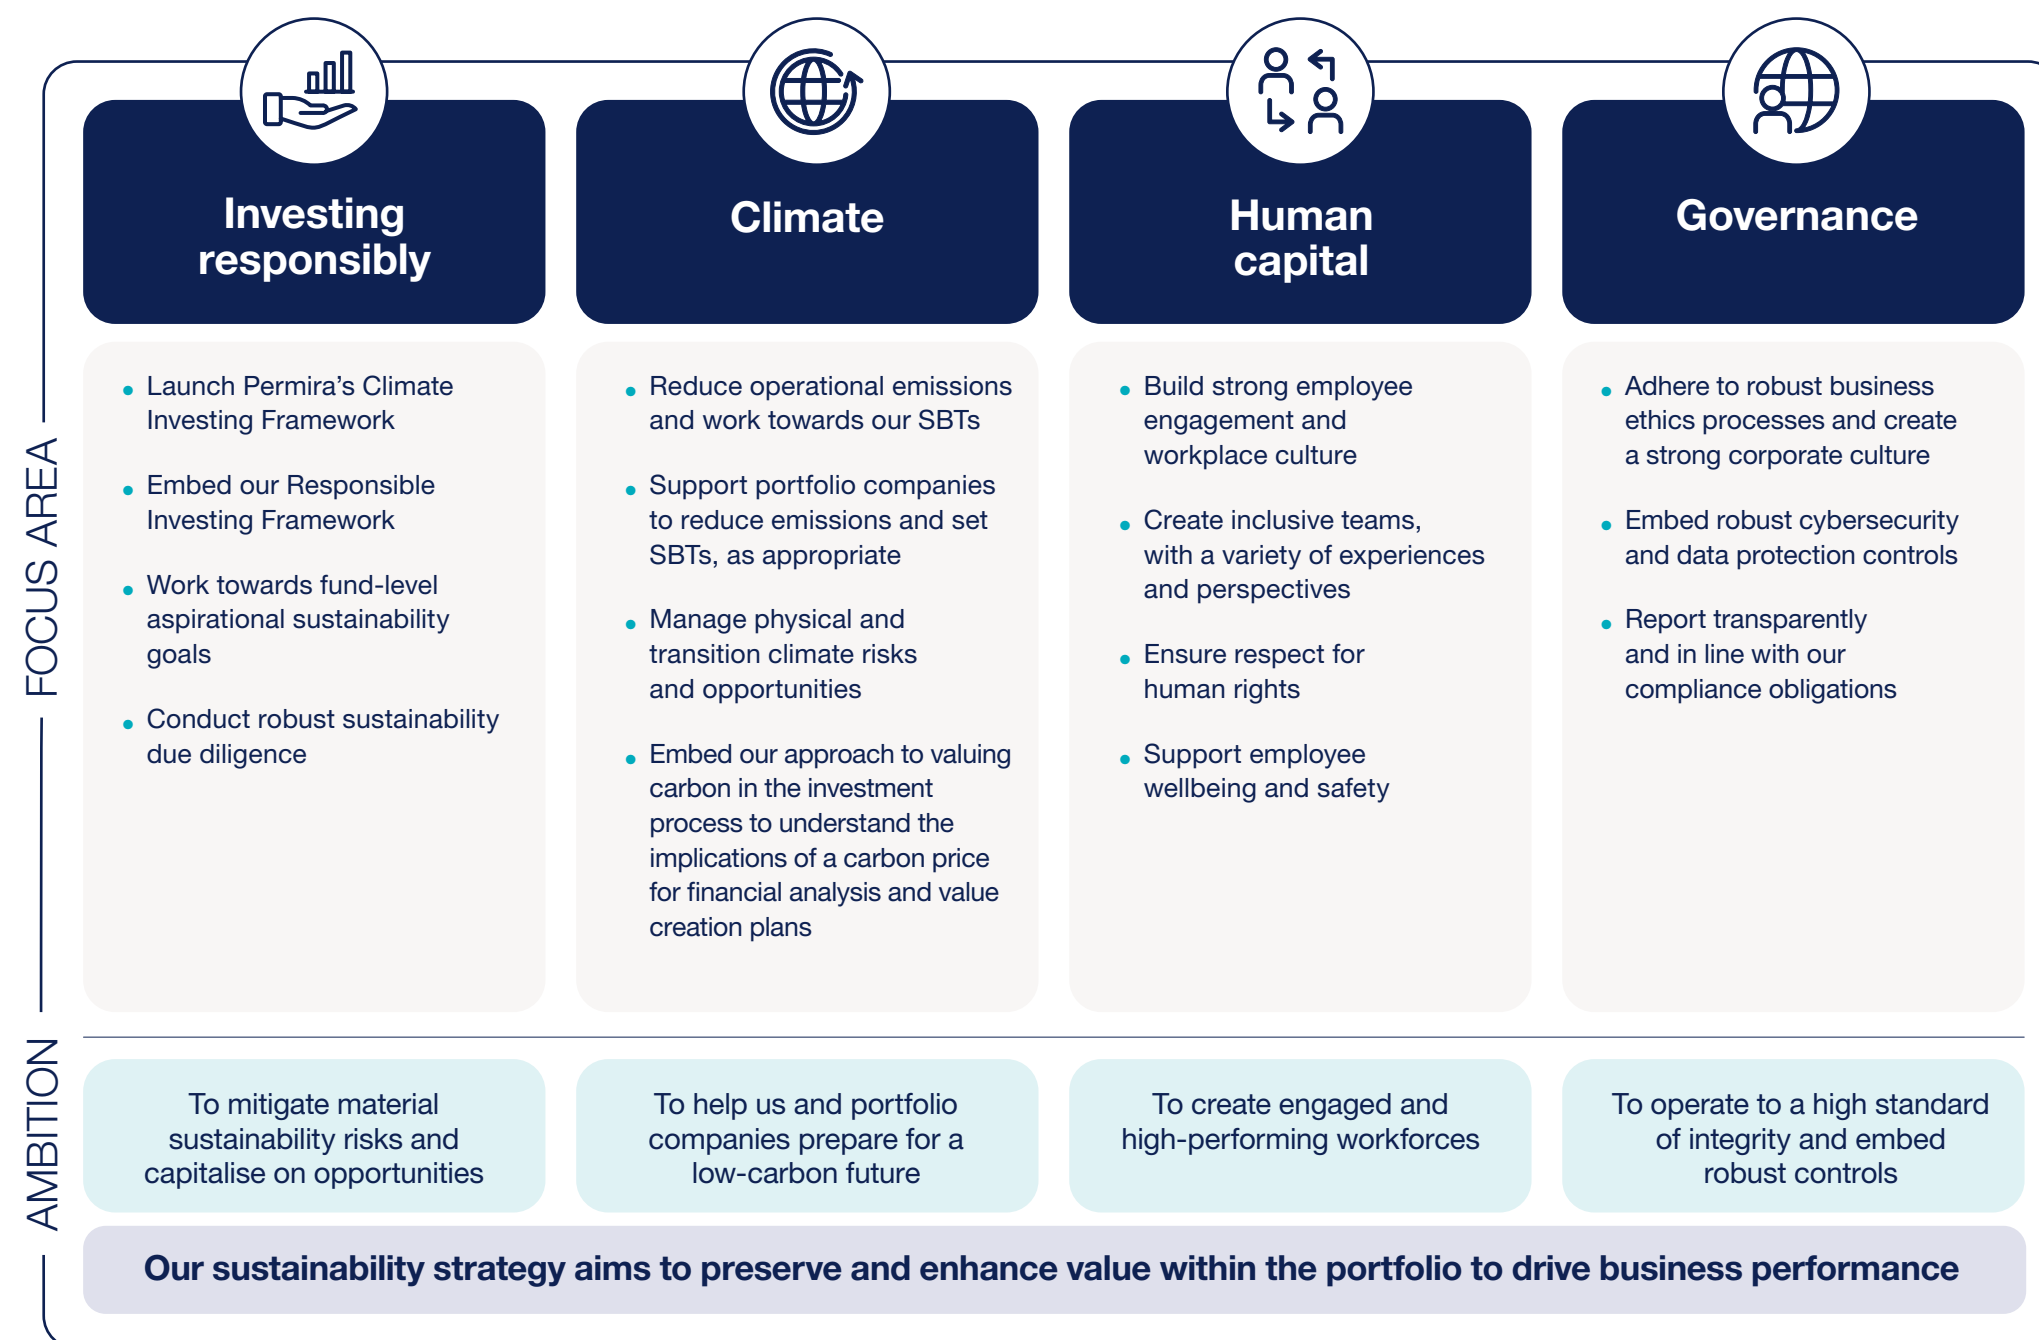 Investing
responsibly
Climate
Human
capital
Governance
FOCUS AREA
• Launch Permira’s Climate
Investing Framework
• Embed our Responsible
Investing Framework
• Work towards fund-level
aspirational sustainability
goals
• Conduct robust sustainability
due diligence
• Reduce operational emissions
and work towards our SBTs
• Support portfolio companies
to reduce emissions and set
SBTs, as appropriate
• Manage physical and
transition climate risks
and opportunities
• Embed our approach to valuing
carbon in the investment
process to understand the
implications of a carbon price
for financial analysis and value
creation plans
• Build strong employee
engagement and
workplace culture
• Create inclusive teams,
with a variety of experiences
and perspectives
• Ensure respect for
human rights
• Support employee
wellbeing and safety
• Adhere to robust business
ethics processes and create
a strong corporate culture
• Embed robust cybersecurity
and data protection controls
• Report transparently
and in line with our
compliance obligations
AMBITION
To mitigate material
sustainability risks and
capitalise on opportunities
To help us and portfolio
companies prepare for a
low-carbon future
To create engaged and
high-performing workforces
To operate to a high standard
of integrity and embed
robust controls
Our sustainability strategy aims to preserve and enhance value within the portfolio to drive business performance